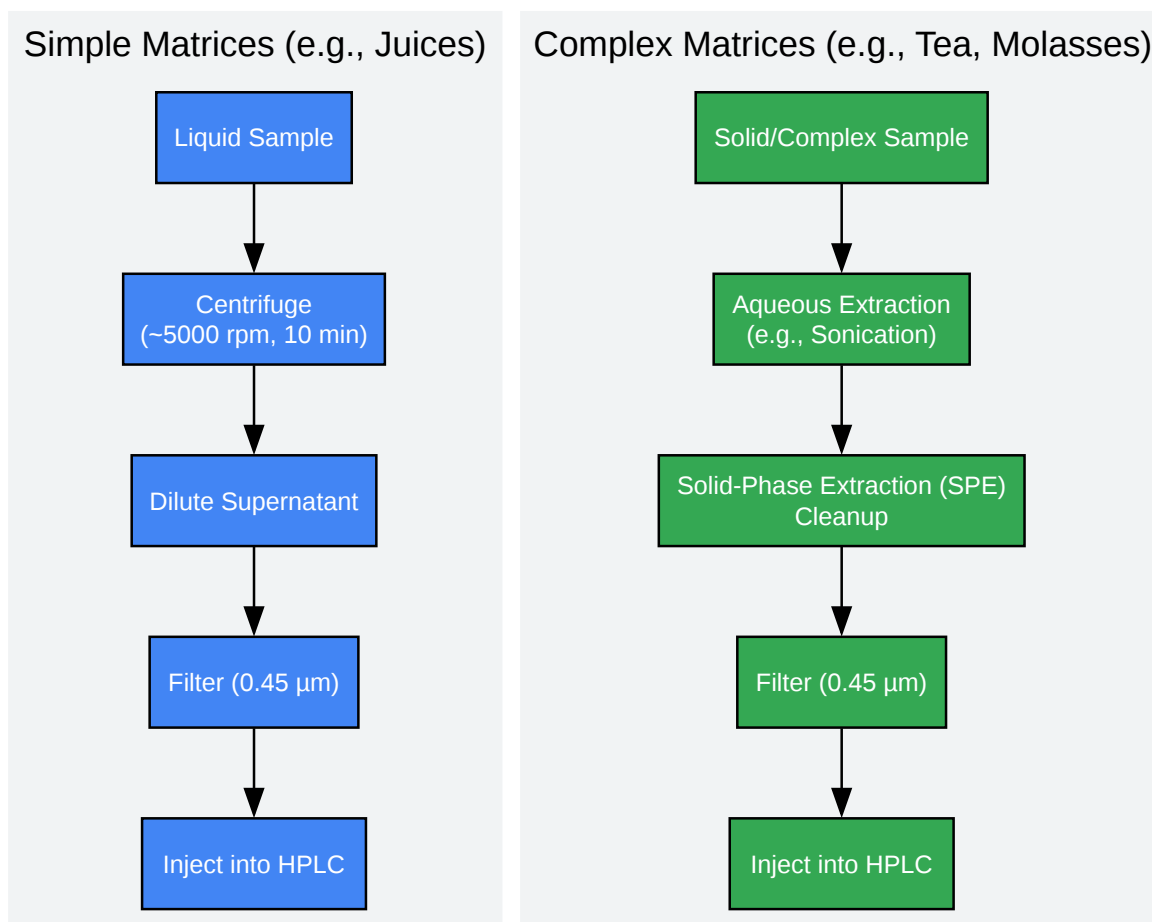 Simple Matrices (e.g., Juices)
Liquid Sample
Centrifuge
(~5000 rpm, 10 min)
Dilute Supernatant
Filter (0.45 µm)
Inject into HPLC
Complex Matrices (e.g., Tea, Molasses)
Solid/Complex Sample
Aqueous Extraction
(e.g., Sonication)
Solid-Phase Extraction (SPE)
Cleanup
Filter (0.45 µm)
Inject into HPLC